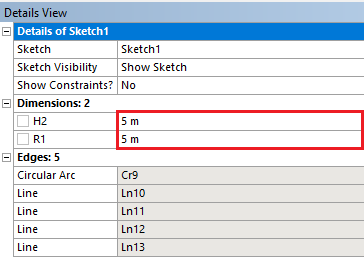 Details View
Details of Sketch1
Sketch Sketch1
Sketch Visibility Show Sketch
Show Constraints? No
Dimensions: 2
H2 5 m
R1 5 m
Edges: 5
Circular Arc Cr9
Line Ln10
Line Ln11
Line Ln12
Line Ln13